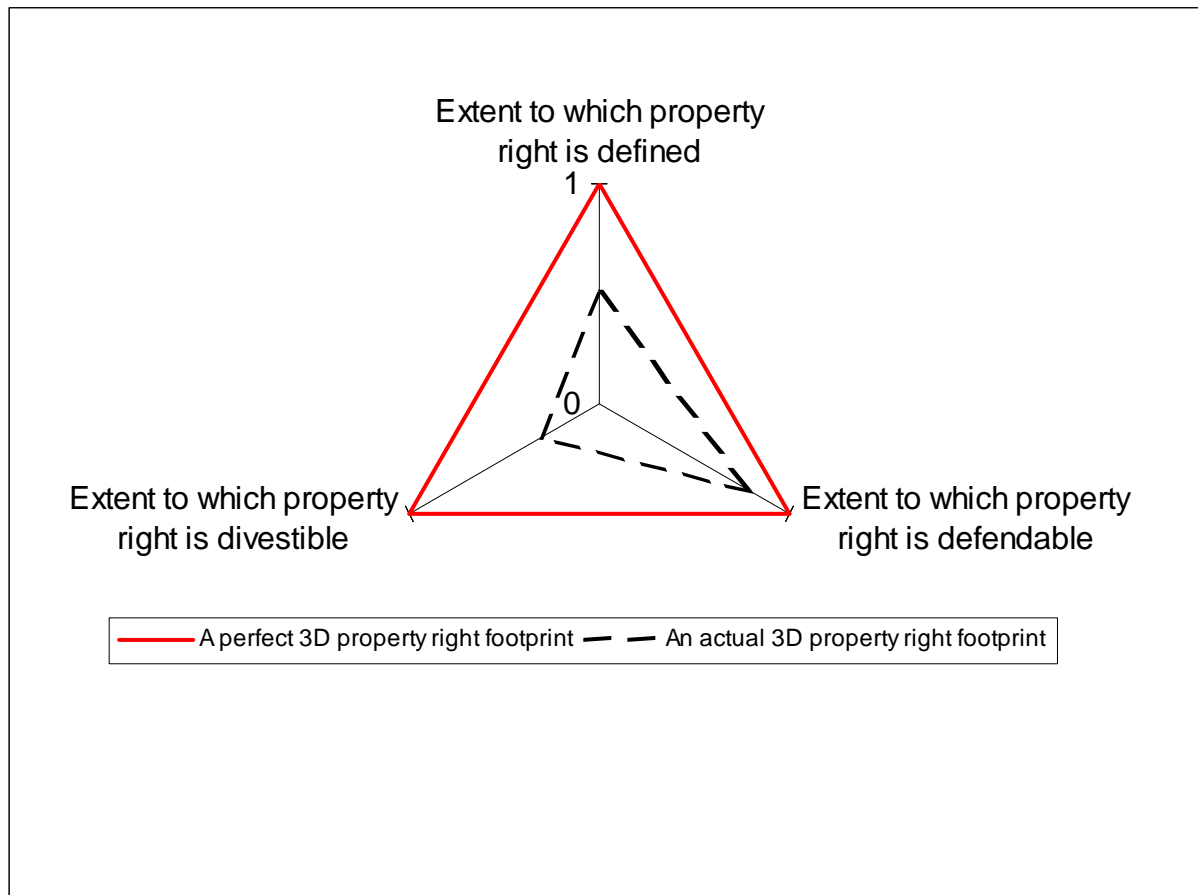 Extent to which property
right is defined
1
0
Extent to which property
right is divestible
Extent to which property
right is defendable
A perfect 3D property right footprint
An actual 3D property right footprint